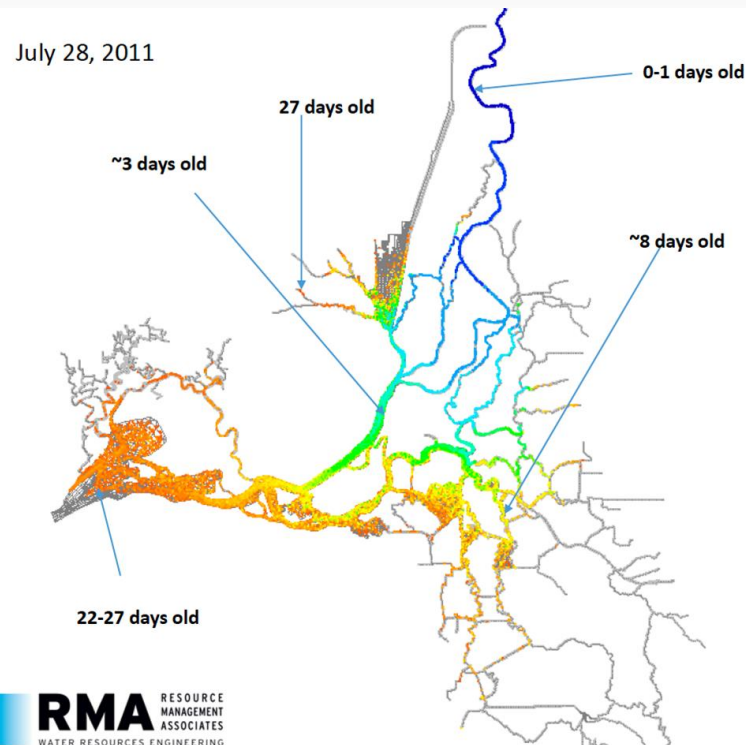 July 28, 2011
0-1 days old
27 days old
~3 days old
~8 days old
22-27 days old
RMA
RESOURCE
MANAGEMENT
ASSOCIATES
WATER RESOURCES ENGINEERING